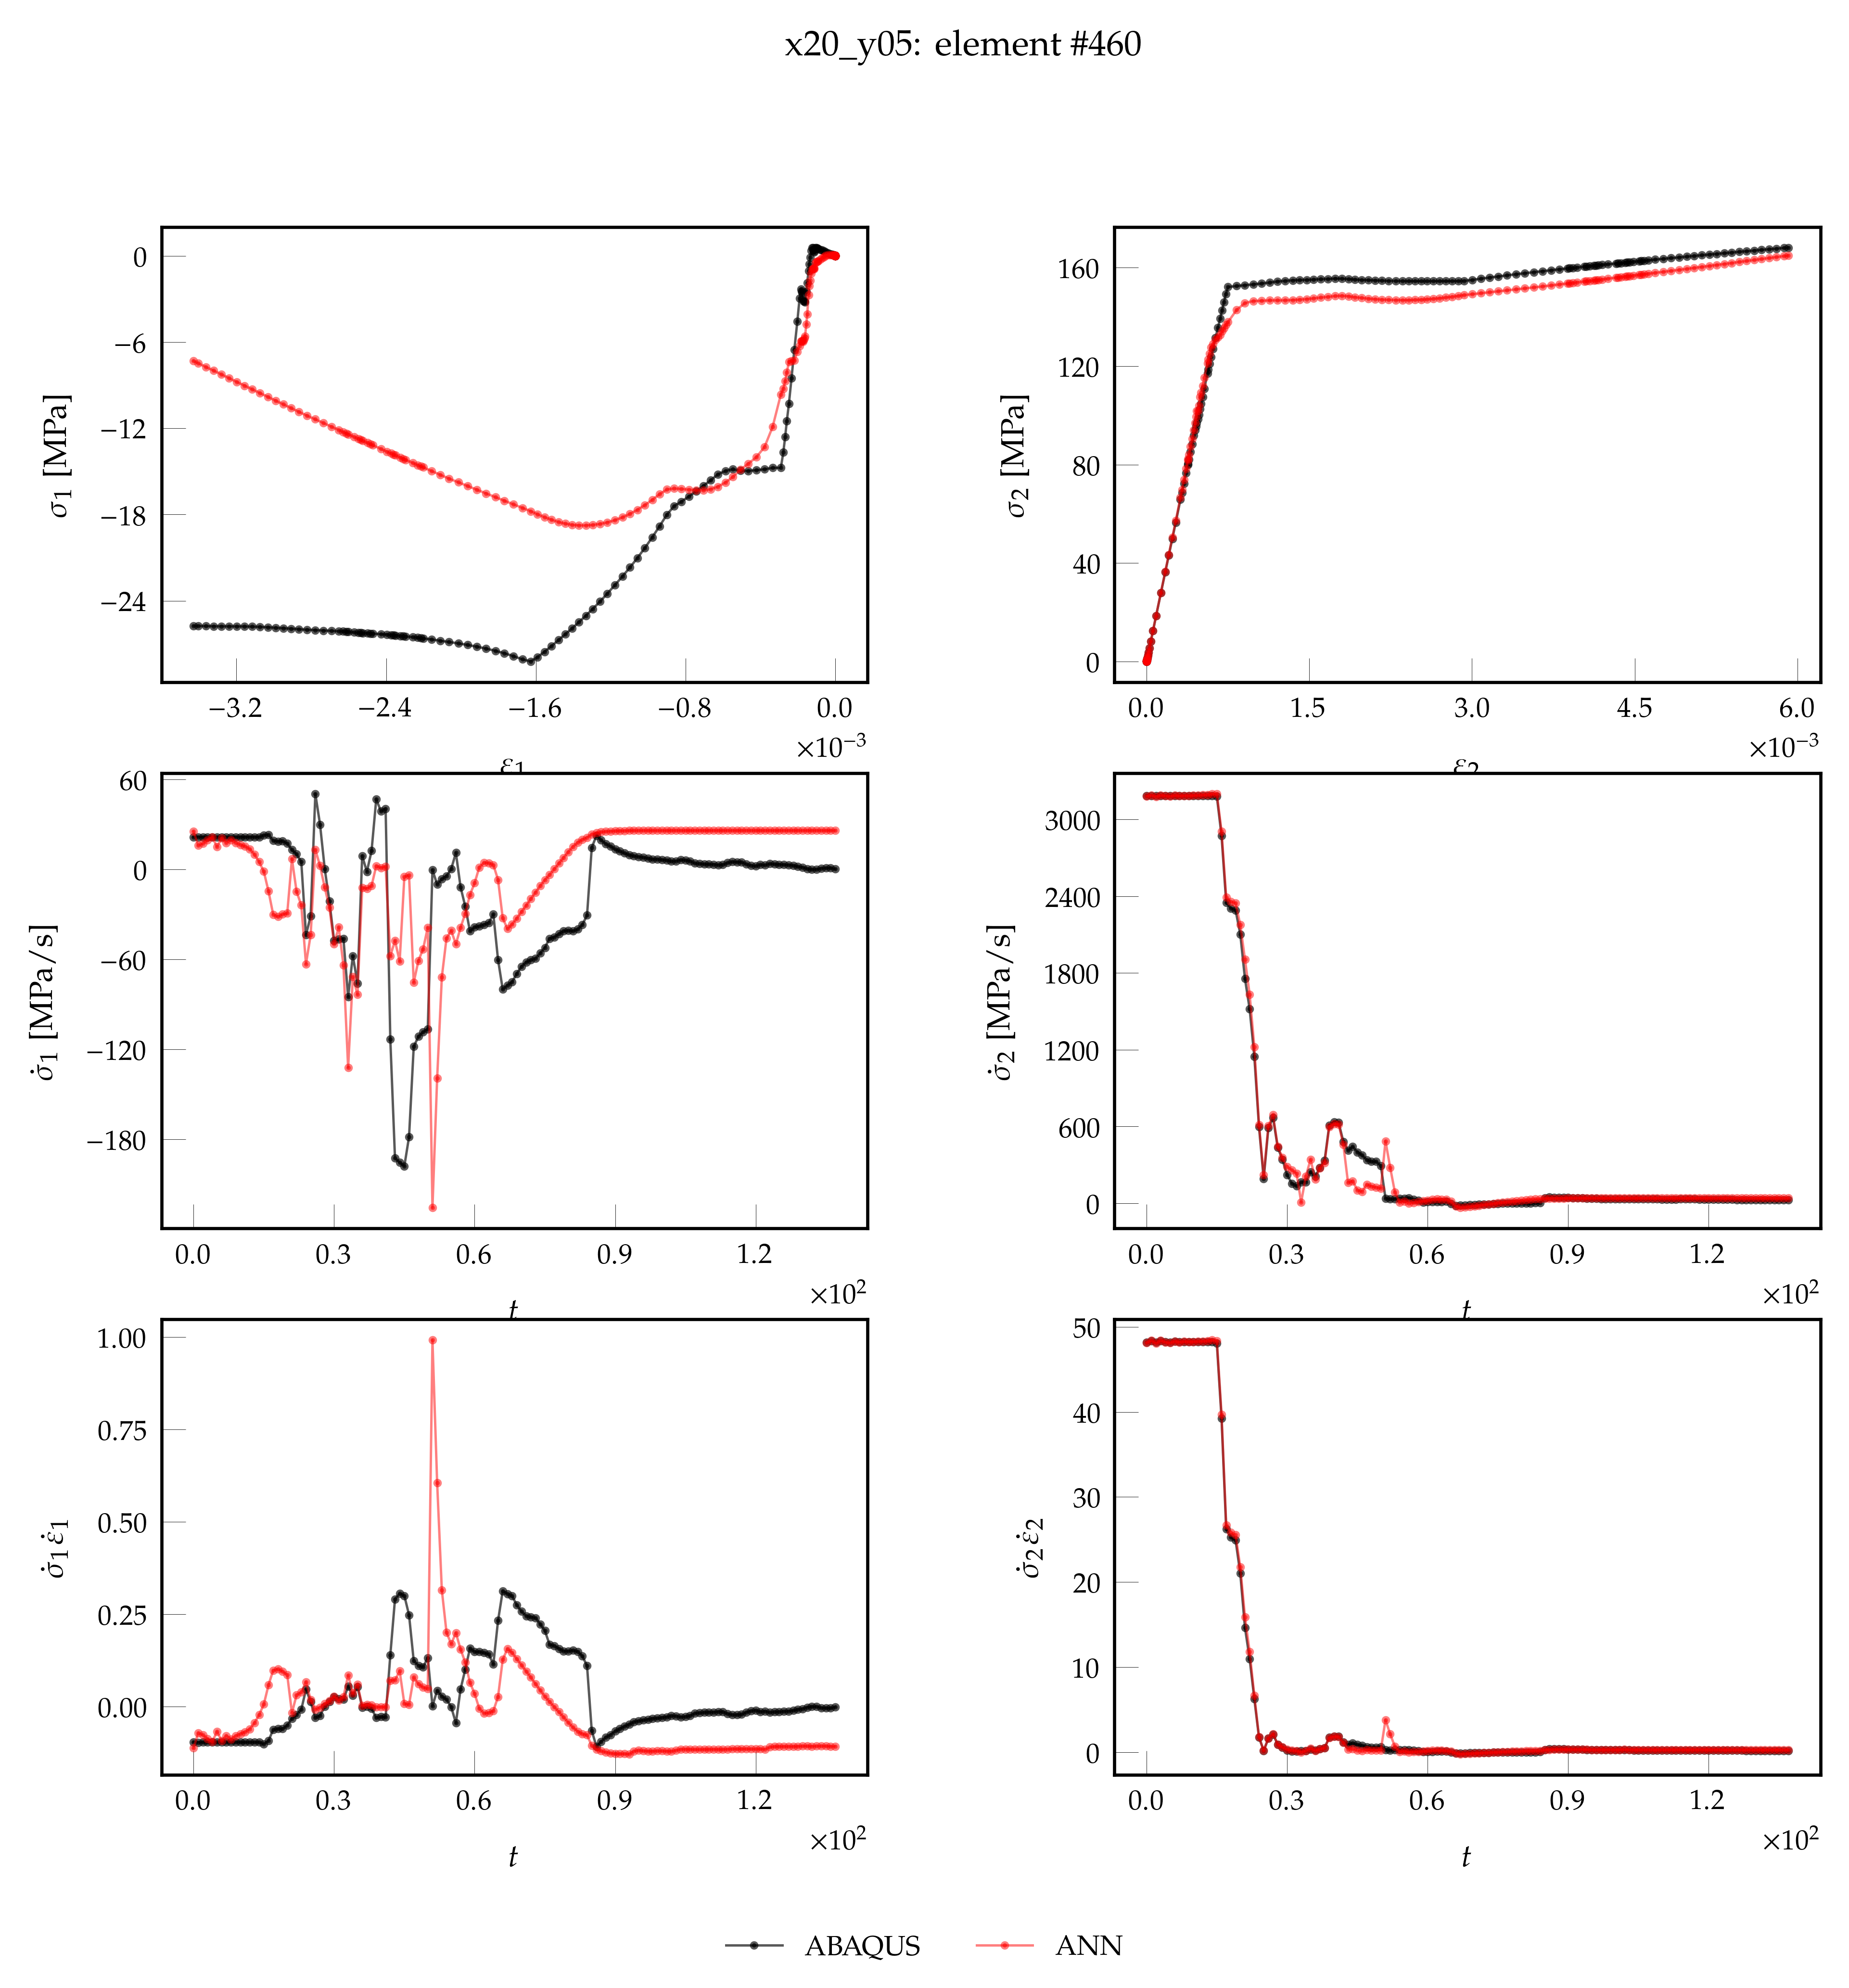 x20_y05: element #460
0
−6
−12
−18
−24
σ1 [MPa]
−3.2 −2.4 −1.6 −0.8 0.0
×10−3
ε1
160
120
80
40
0
σ2 [MPa]
0.0 1.5 3.0 4.5 6.0
×10−3
ε2
60
0
−60
−120
−180
σ̇1 [MPa/s]
0.0 0.3 0.6 0.9 1.2
×102
t
3000
2400
1800
1200
600
0
σ̇2 [MPa/s]
0.0 0.3 0.6 0.9 1.2
×102
t
1.00
0.75
0.50
0.25
0.00
σ̇1ε̇1
0.0 0.3 0.6 0.9 1.2
×102
t
50
40
30
20
10
0
σ̇2ε̇2
0.0 0.3 0.6 0.9 1.2
×102
t
ABAQUS ANN